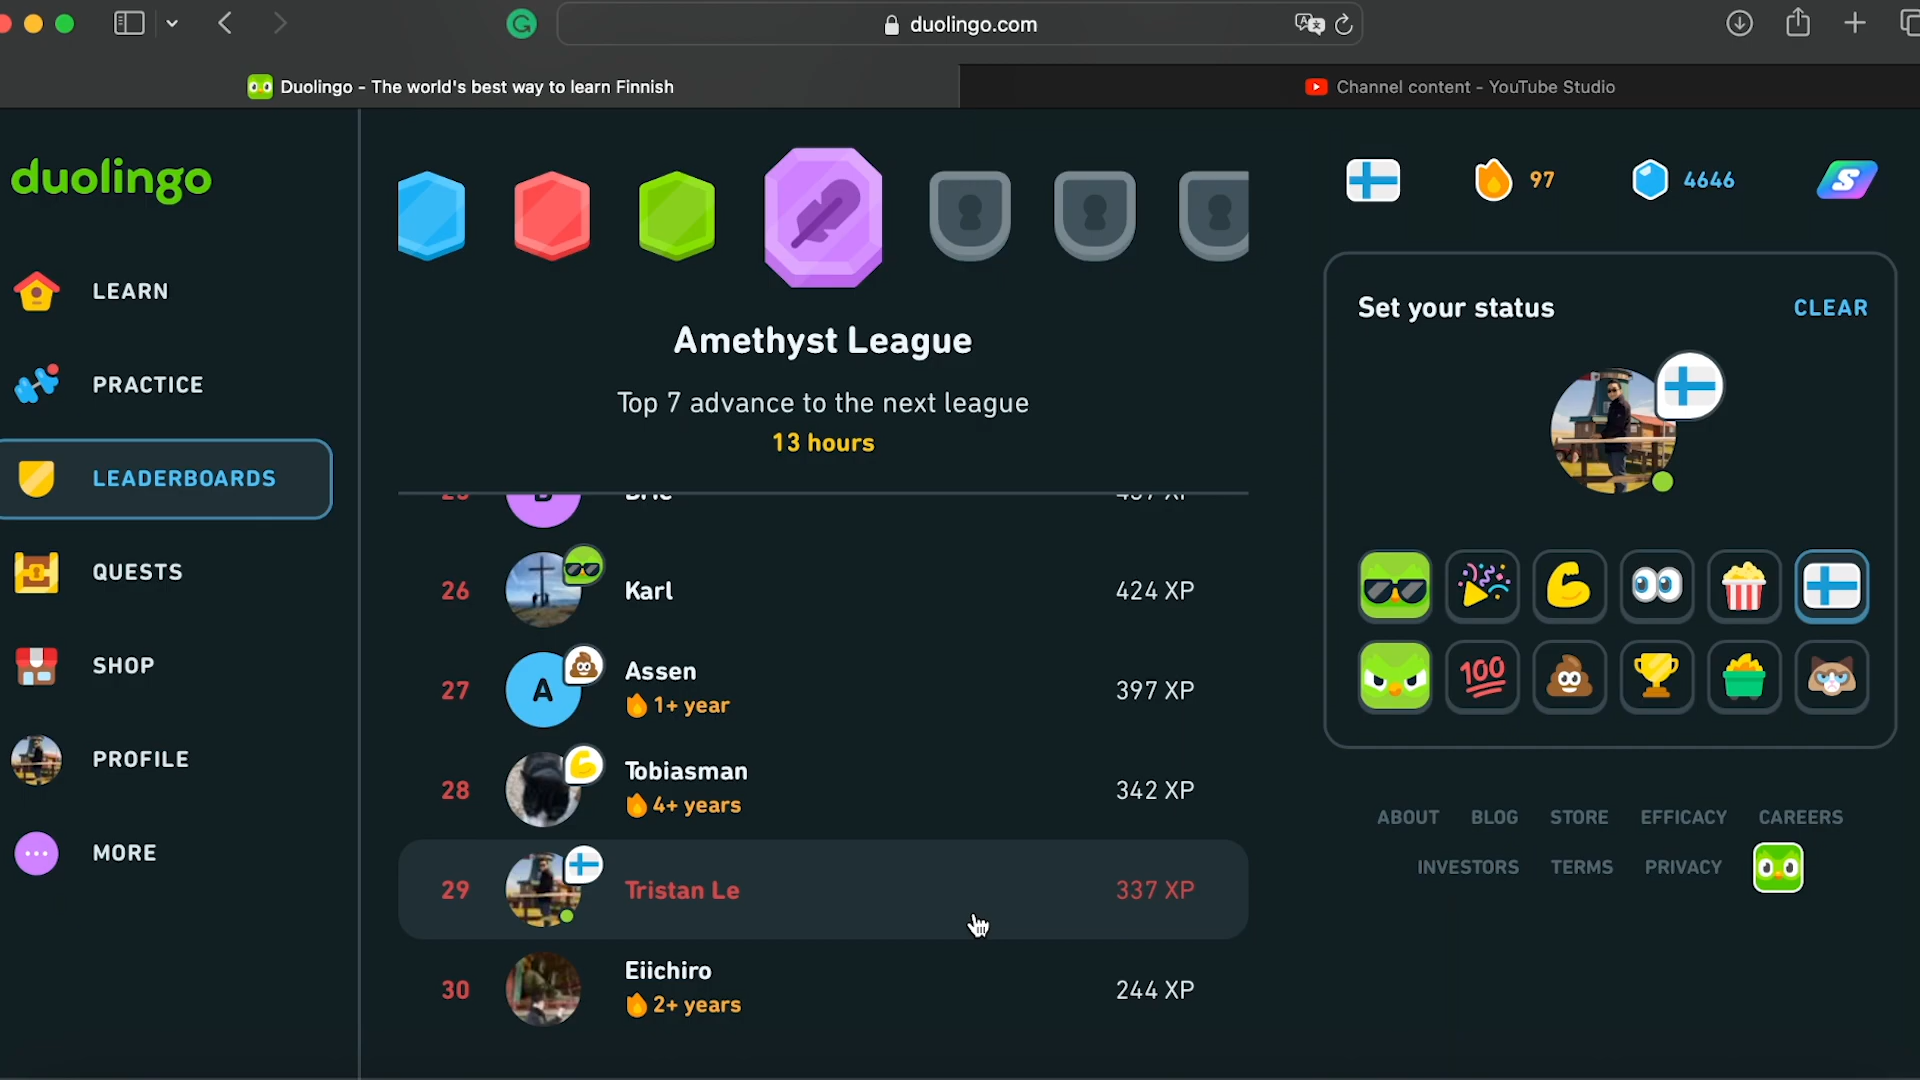 duolingo.com
Duolingo - The world's best way to learn Finnish
Channel content - YouTube Studio
duolingo
LEARN
PRACTICE
LEADERBOARDS
QUESTS
SHOP
PROFILE
MORE
Amethyst League
Top 7 advance to the next league
13 hours
26 Karl 424 XP
27 A Assen 397 XP
1+ year
28 Tobiasman 342 XP
4+ years
29 Tristan Le 337 XP
30 Eiichiro 244 XP
2+ years
97 4646 S
Set your status CLEAR
100
ABOUT BLOG STORE EFFICACY CAREERS
INVESTORS TERMS PRIVACY